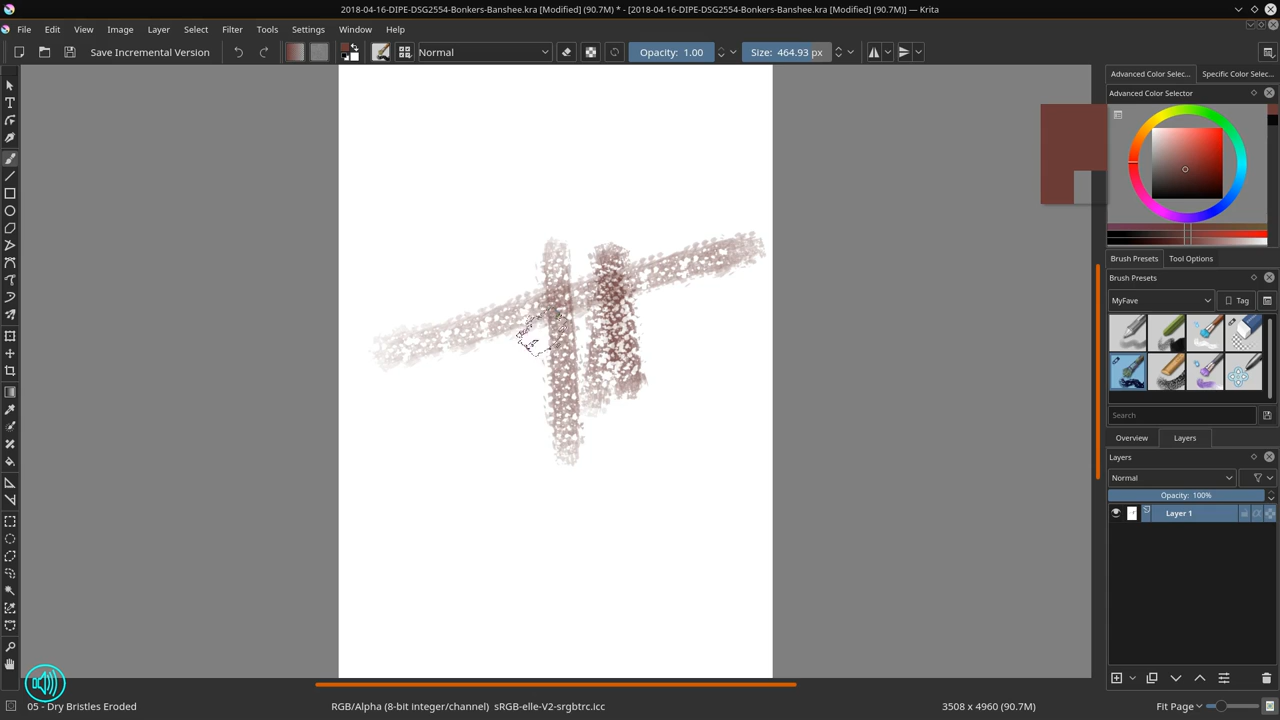 2018-04-16-DIPE-DSG2554-Bonkers-Banshee.kra [Modified] (90.7M) * - [2018-04-16-DIPE-DSG2554-Bonkers-Banshee.kra [Modified] (90.7M)] — Krita
File Edit View Image Layer Select Filter Tools Settings Window Help
Save Incremental Version Normal Opacity: 1.00 Size: 464.93 px
Advanced Color Selec... Specific Color Selec...
Advanced Color Selector
Brush Presets Tool Options
Brush Presets
MyFave Tag
Search
Overview Layers
Layers
Normal
Opacity: 100%
Layer 1
05 - Dry Bristles Eroded RGB/Alpha (8-bit integer/channel) sRGB-elle-V2-srgbtrc.icc 3508 x 4960 (90.7M) Fit Page